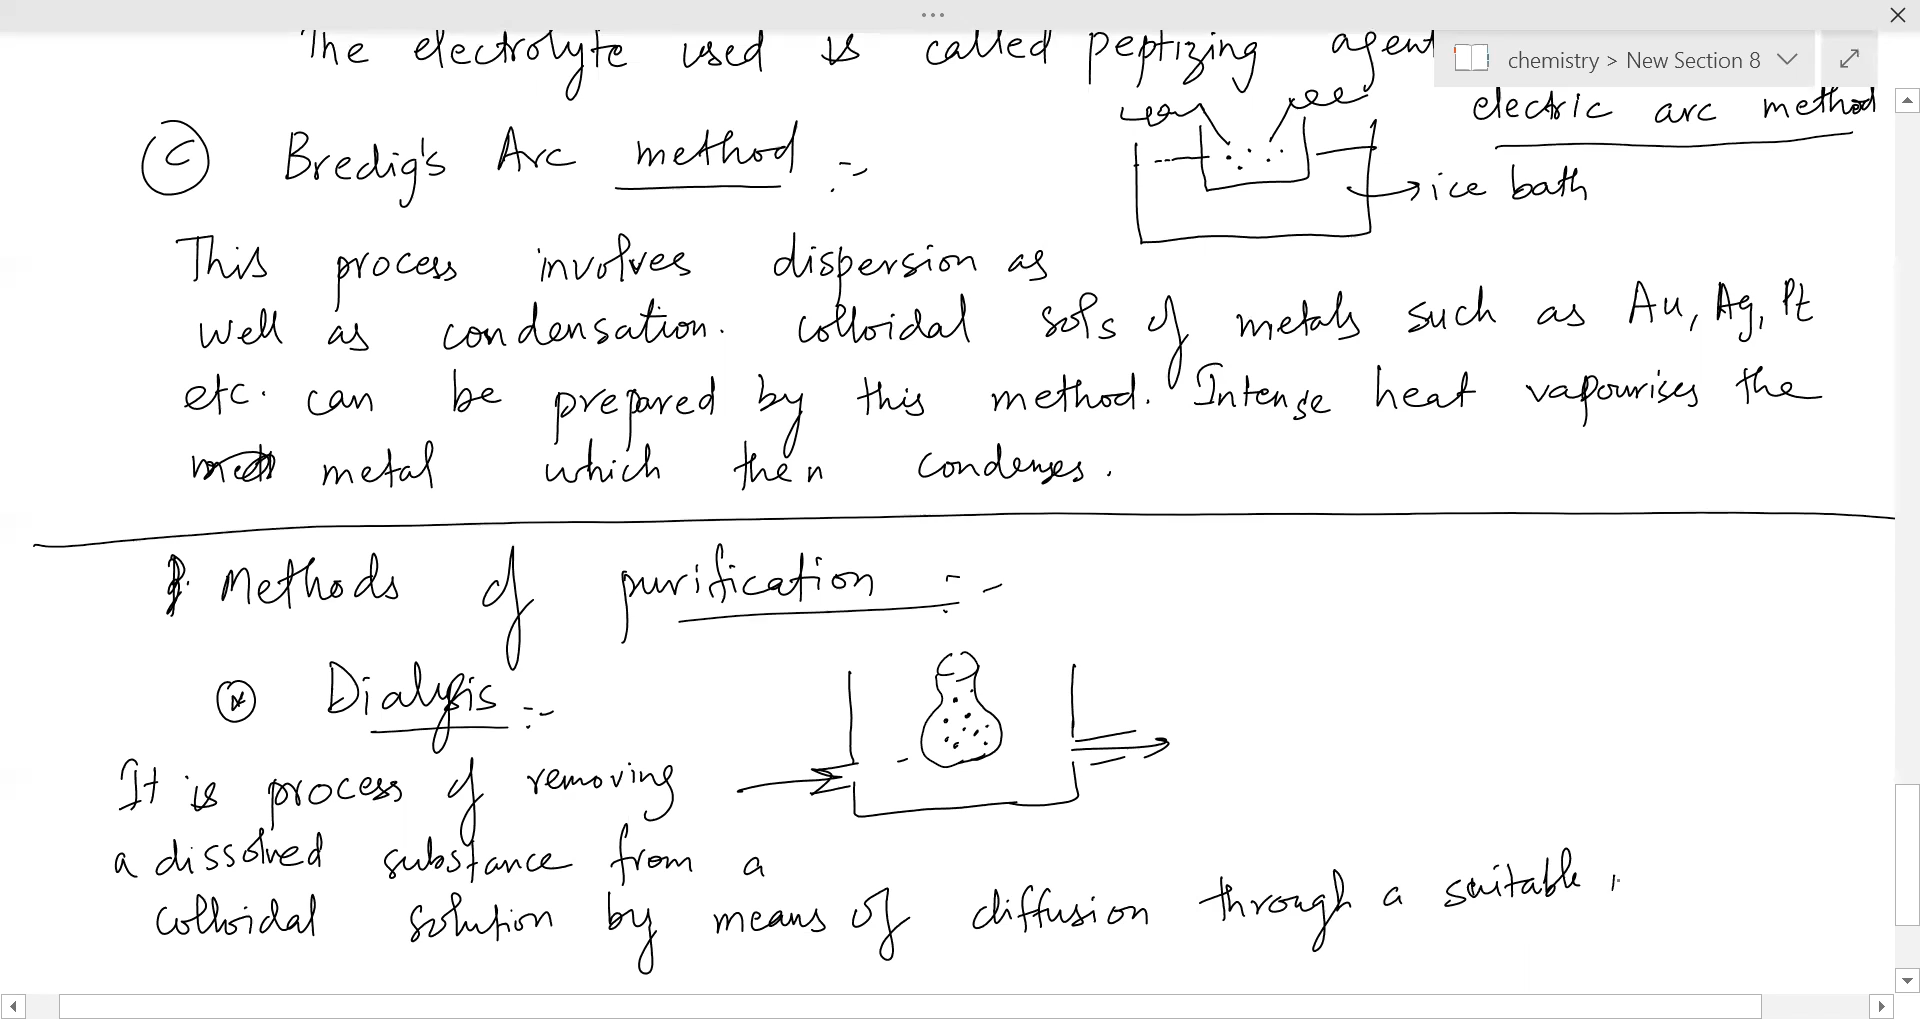 The electrolyte used is called peptizing agent
chemistry > New Section 8
electric arc method
(C) Bredig's Arc method :-
ice bath
This process involves dispersion as
well as condensation. colloidal sols of metals such as Au, Ag, Pt
etc. can be prepared by this method. Intense heat vapourises the
metal which then condenses.
Methods of purification :-
Dialysis :-
It is process of removing
a dissolved substance from a
colloidal solution by means of diffusion through a suitable